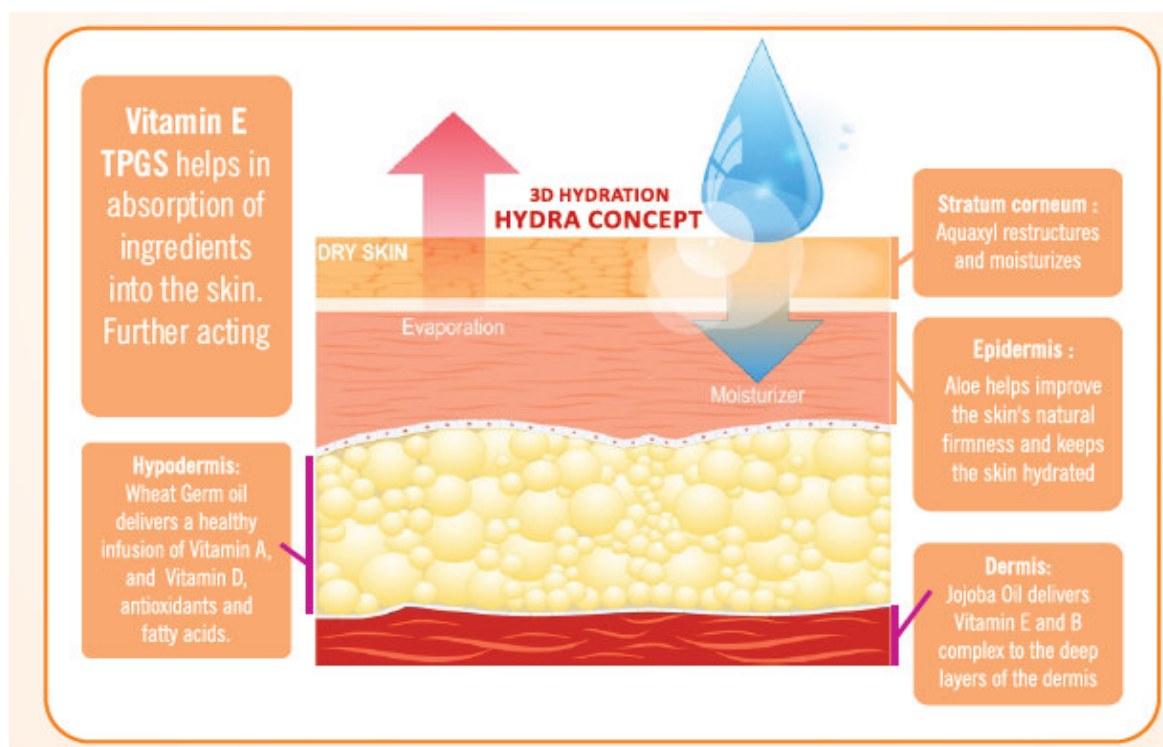 Vitamin E
TPGS helps in
absorption of
ingredients
into the skin.
Further acting
3D HYDRATION
HYDRA CONCEPT
DRY SKIN
Evaporation
Moisturizer
Stratum corneum :
Aquaxyl restructures
and moisturizes
Epidermis :
Aloe helps improve
the skin's natural
firmness and keeps
the skin hydrated
Hypodermis:
Wheat Germ oil
delivers a healthy
infusion of Vitamin A,
and Vitamin D,
antioxidants and
fatty acids.
Dermis:
Jojoba Oil delivers
Vitamin E and B
complex to the deep
layers of the dermis